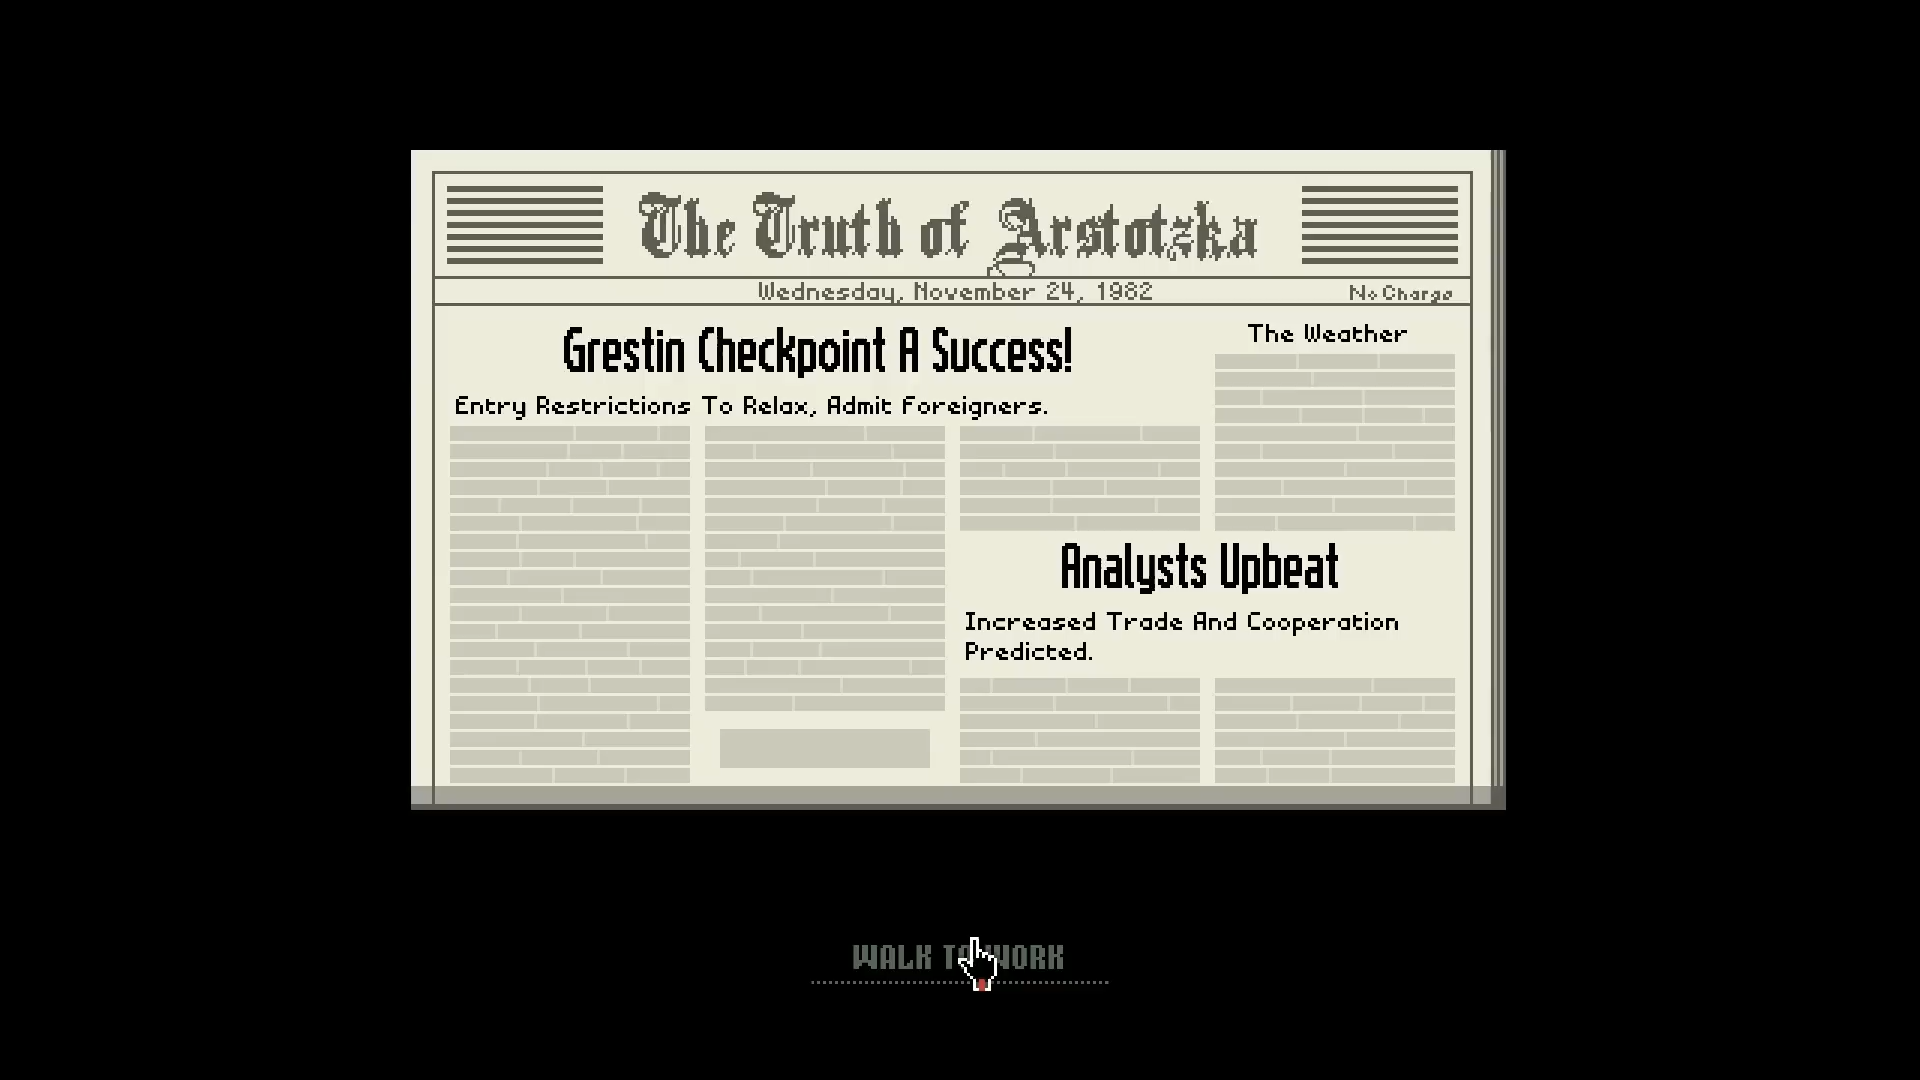 The Truth of Arstotzka
Wednesday, November 24, 1982
No Charge
Grestin Checkpoint A Success!
Entry Restrictions To Relax, Admit Foreigners.
The Weather
Analysts Upbeat
Increased Trade And Cooperation
Predicted.
WALK TO WORK